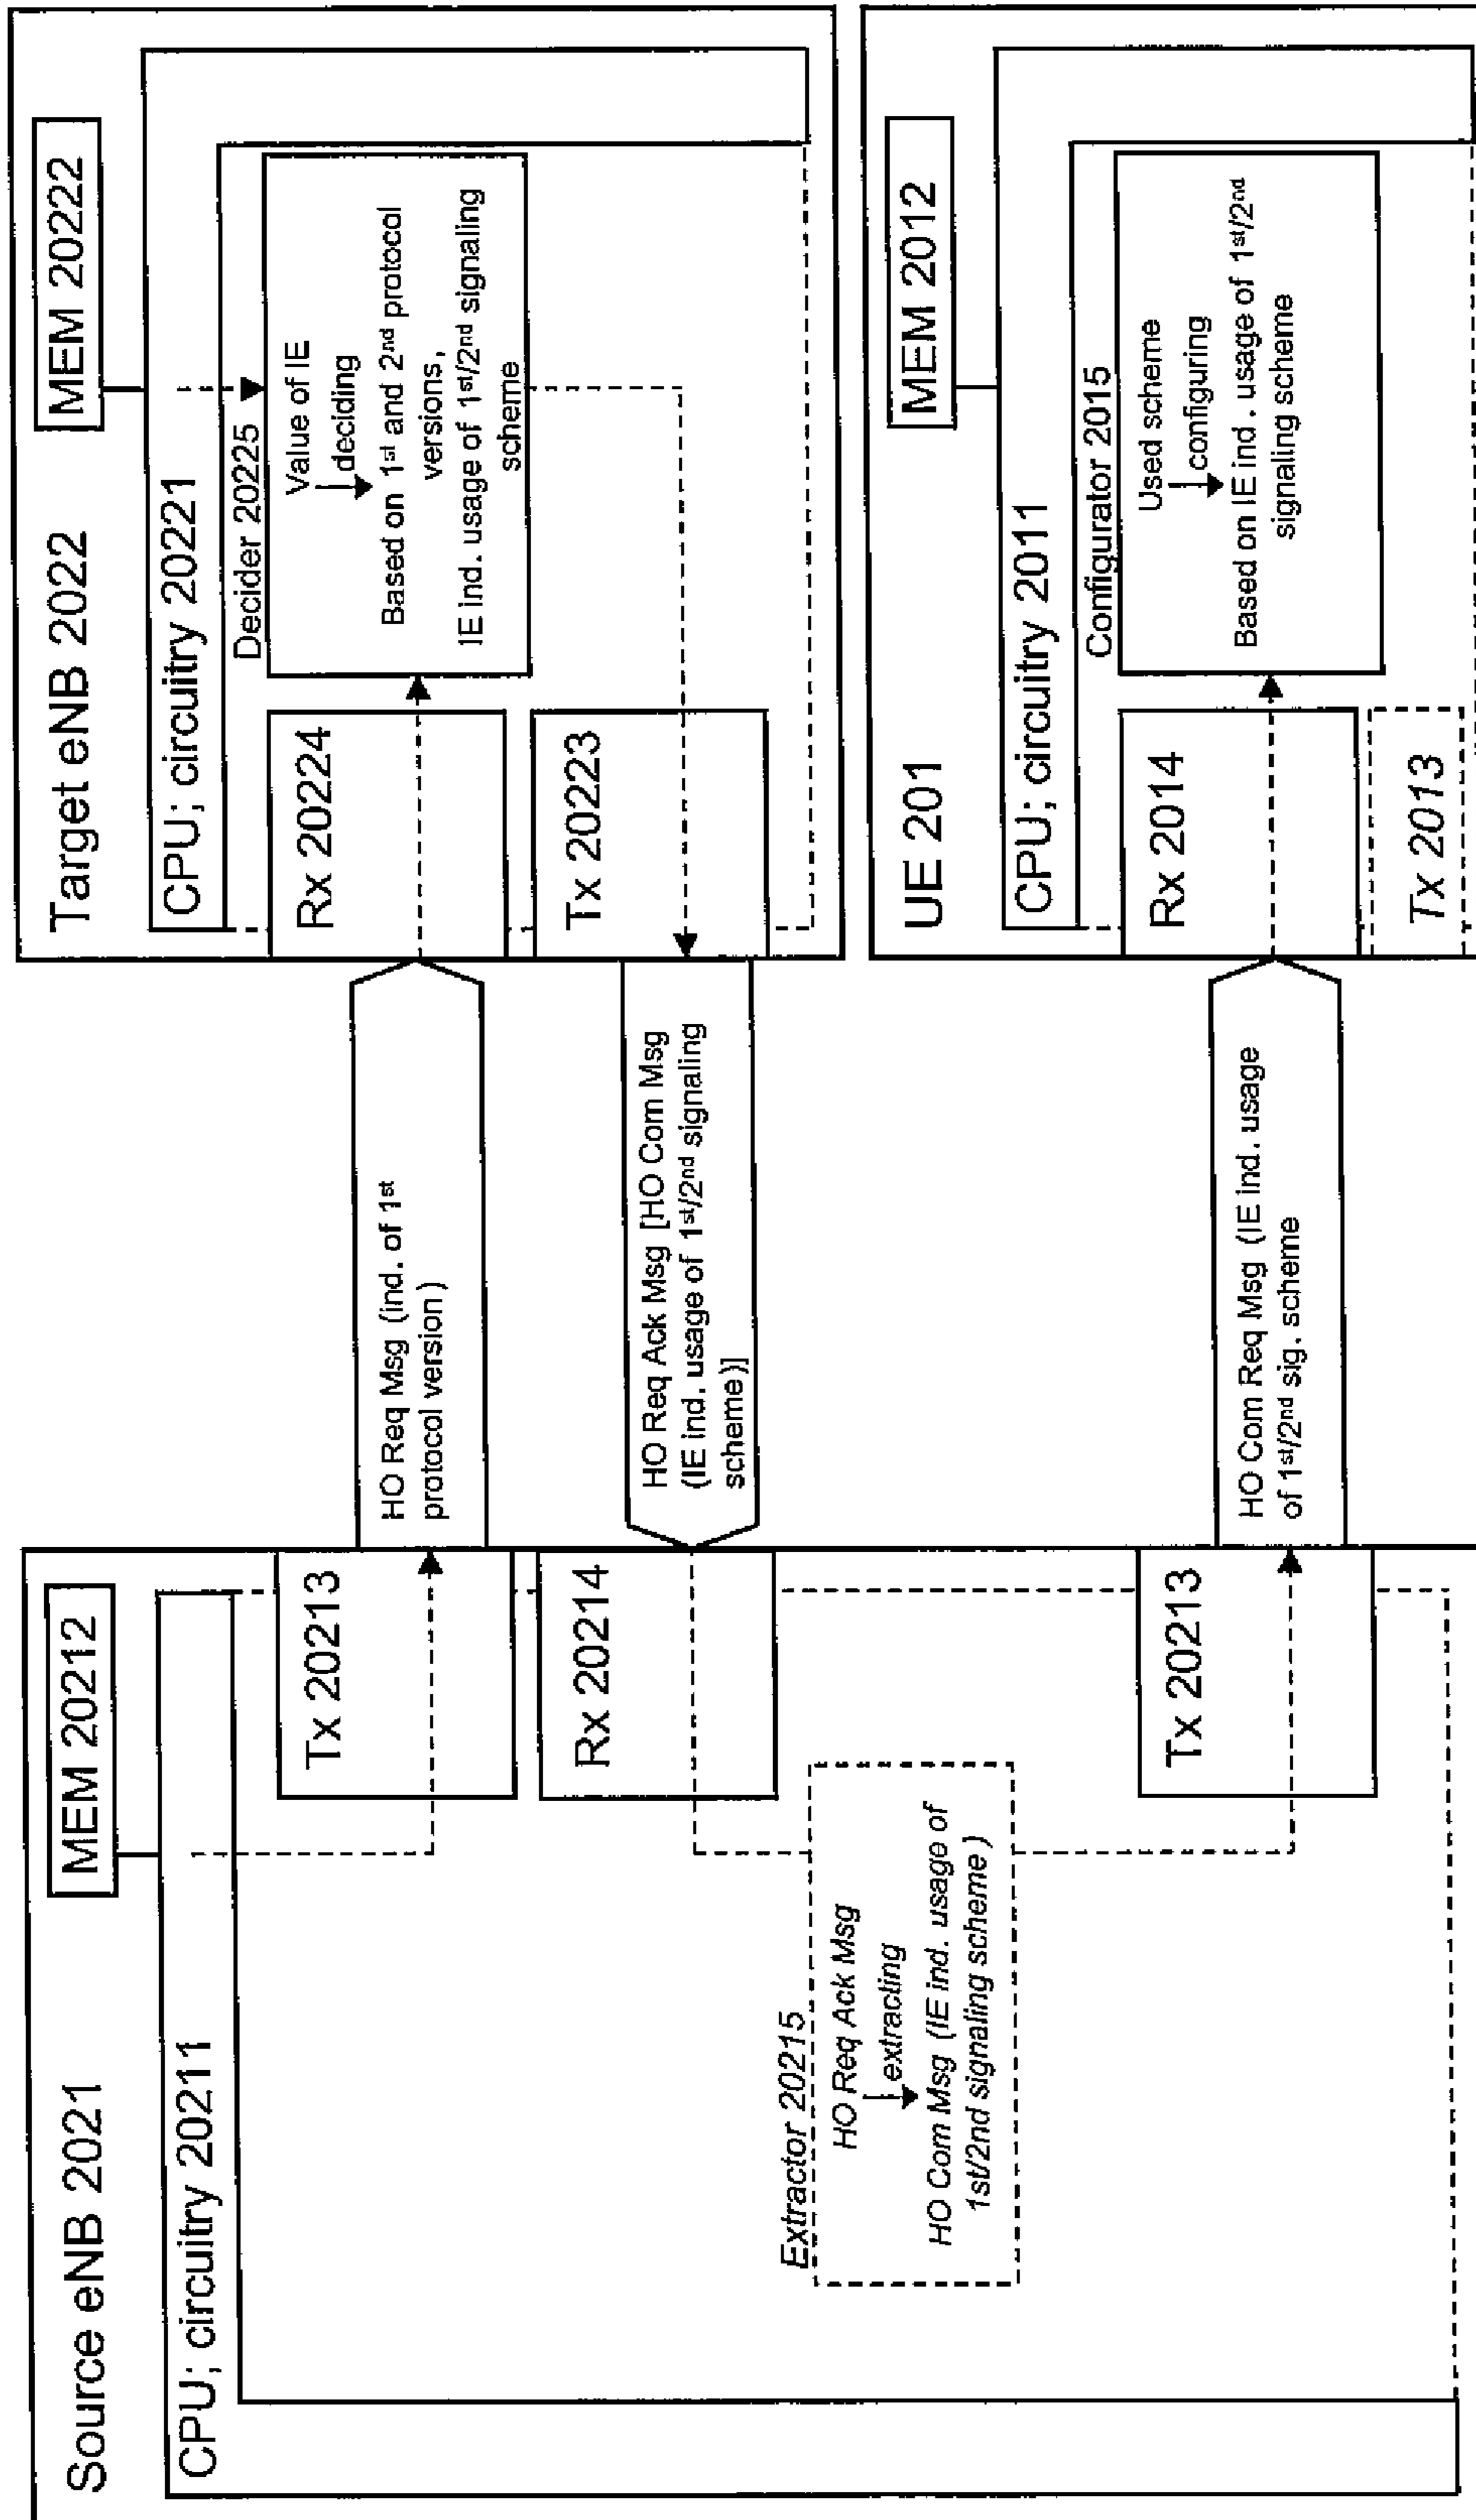 Source eNB 2021
MEM 20212
CPU; circuitry 20211
Tx 20213
Rx 20214
Extractor 20215
HO Req Ack Msg
extracting
HO Com Msg (IE ind. usage of
1st/2nd signaling scheme)
Tx 20213
HO Req Msg (ind. of 1st
protocol version)
HO Req Ack Msg [HO Com Msg
(IE ind. usage of 1st/2nd signaling
scheme)]
HO Com Req Msg (IE ind. usage
of 1st/2nd sig. scheme
Target eNB 2022
MEM 20222
CPU; circuitry 20221
Decider 20225
Rx 20224
Value of IE
deciding
Based on 1st and 2nd protocol
versions,
IE ind. usage of 1st/2nd signaling
scheme
Tx 20223
UE 201
MEM 2012
CPU; circuitry 2011
Configurator 2015
Rx 2014
Used scheme
configuring
Based on IE ind. usage of 1st/2nd
signaling scheme
Tx 2013